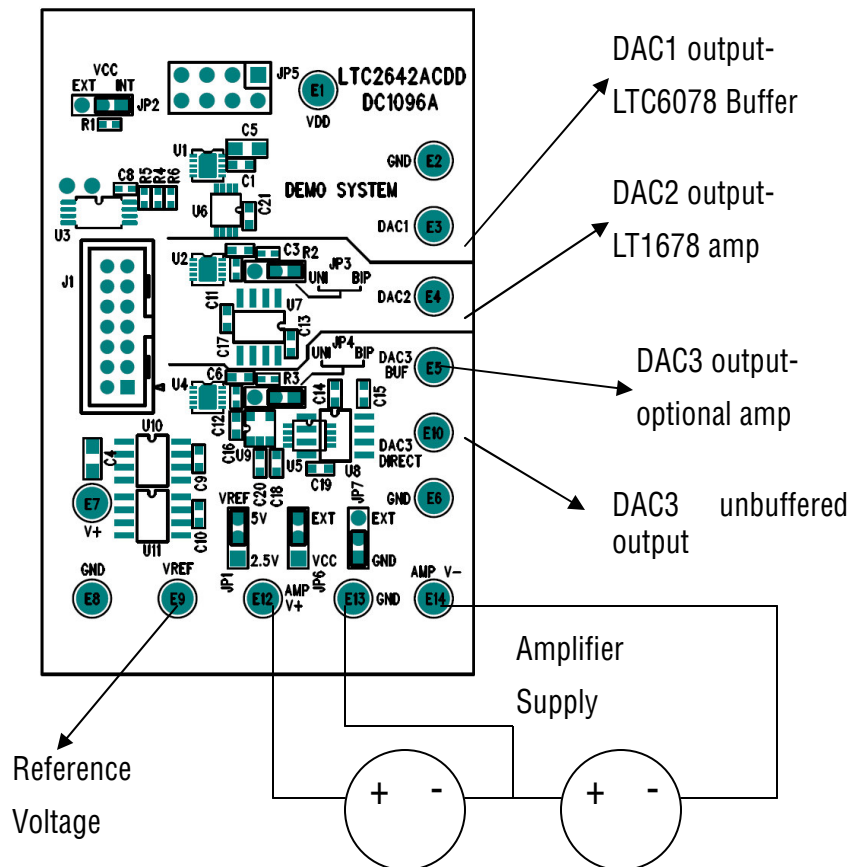 VCC
EXT INT
JP2
R1
JP5
LTC2642ACDD
DC1096A
E1
VDD
DAC1 output-
LTC6078 Buffer
C5
U1
C1
GND E2
DEMO SYSTEM
DAC2 output-
LT1678 amp
C8
R5
R4
R6
U3
U6
C21
DAC1 E3
J1
U2
C3
R2
JP3
UNI BIP
C11
U7
DAC2 E4
C17
C13
JP4
UNI BIP
DAC3
BUF
E5
DAC3 output-
optional amp
U4
C6
R3
C14
C15
C12
C16
U9
U5
U8
DAC3
DIRECT
E10
U10
C4
C9
C20
C18
C19
JP7
DAC3 unbuffered
output
E7
V+
U11
C10
VREF
5V
2.5V
JP1
EXT
VCC
JP6
EXT
GND
GND E6
GND
E8
VREF
E9
E12 AMP
V+
E13 GND
AMP V-
E14
Amplifier
Supply
Reference
Voltage
+ -
+ -